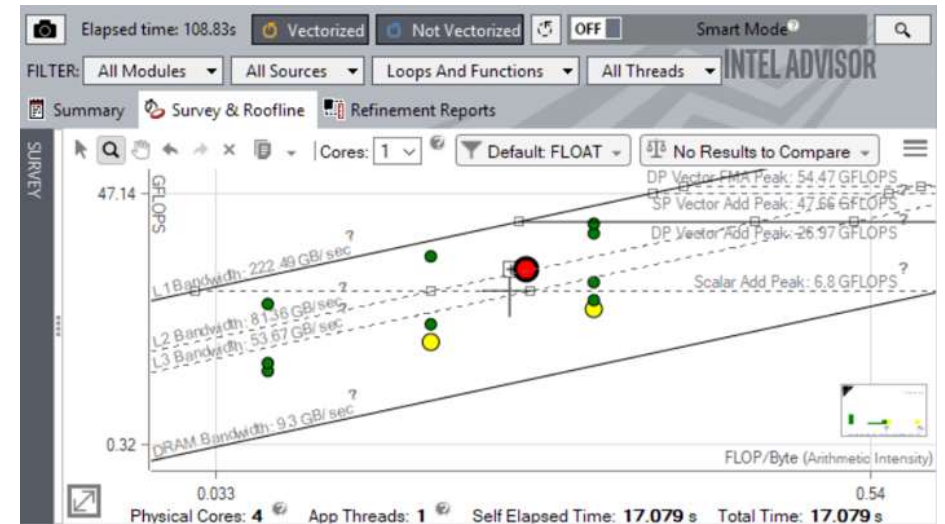 Elapsed time: 108.83s Vectorized Not Vectorized OFF Smart Mode?
FILTER: All Modules All Sources Loops And Functions All Threads INTEL ADVISOR
Summary Survey & Roofline Refinement Reports
SURVEY
Cores: 1 Default: FLOAT No Results to Compare
47.14
GFLOPS
DP Vector FMA Peak: 54.47 GFLOPS
SP Vector Add Peak: 47.66 GFLOPS ?
DP Vector Add Peak: 26.97 GFLOPS ?
L1 Bandwidth: 222.49 GB/sec ?
Scalar Add Peak: 6.8 GFLOPS ?
L2 Bandwidth: 81.36 GB/sec ?
L3 Bandwidth: 53.67 GB/sec ?
DRAM Bandwidth: 9.3 GB/sec ?
0.32
FLOP/Byte (Arithmetic Intensity)
0.033 0.54
Physical Cores: 4 App Threads: 1 Self Elapsed Time: 17.079 s Total Time: 17.079 s